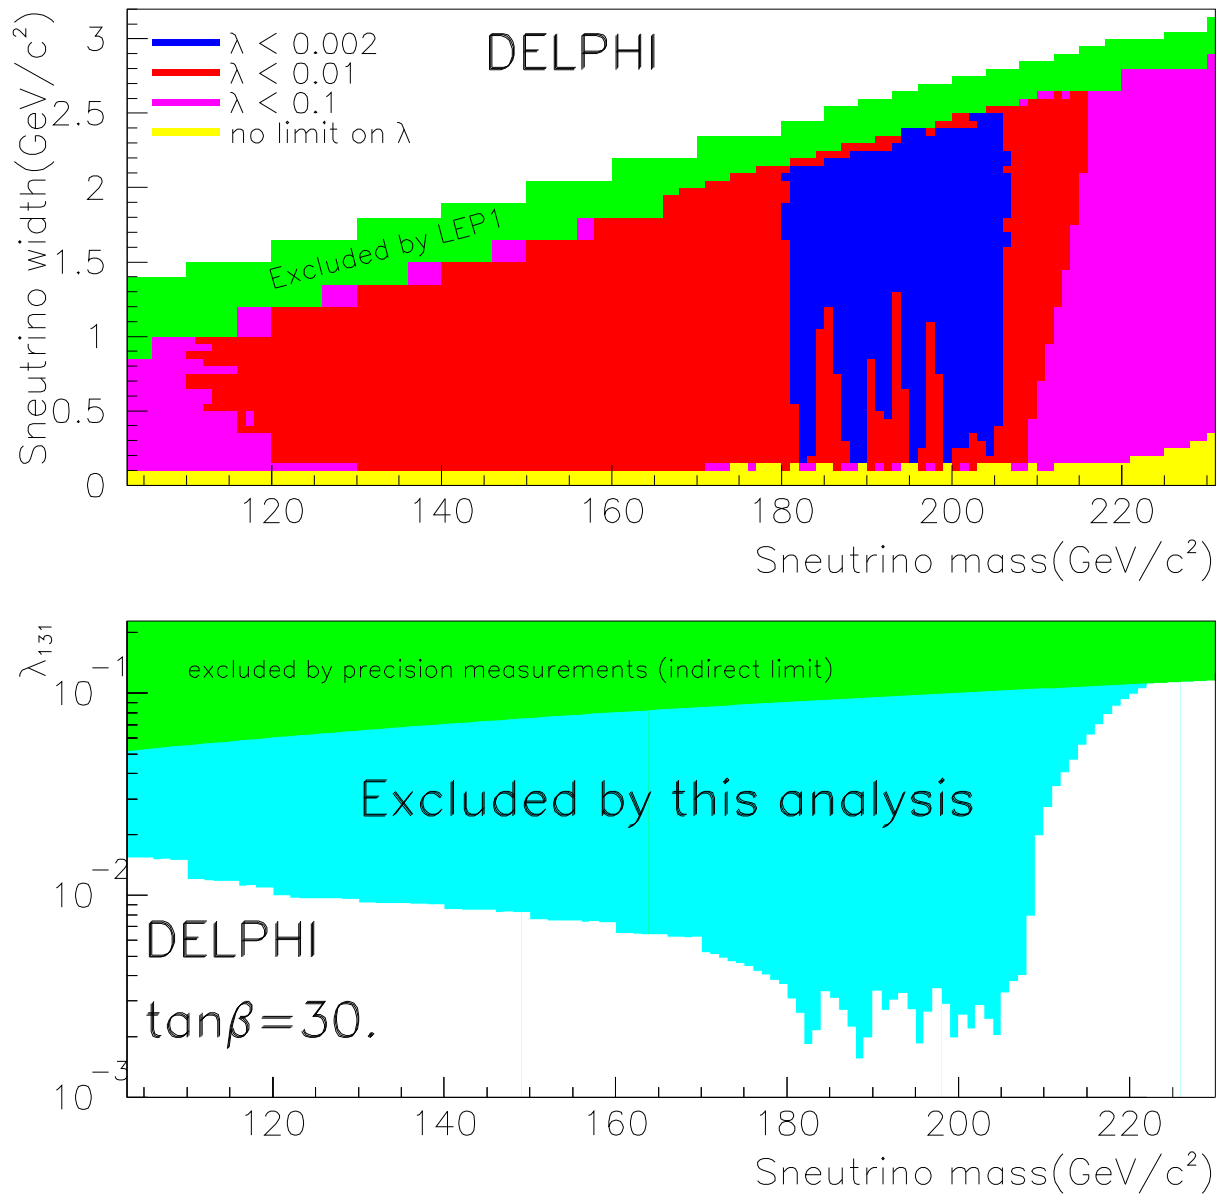 Sneutrino width(GeV/c²)
3
2.5
2
1.5
1
0.5
0
λ < 0.002
λ < 0.01
λ < 0.1
no limit on λ
DELPHI
Excluded by LEP1
120 140 160 180 200 220
Sneutrino mass(GeV/c²)
λ₁₃₁
10⁻¹
10⁻²
10⁻³
excluded by precision measurements (indirect limit)
Excluded by this analysis
DELPHI
tanβ=30.
120 140 160 180 200 220
Sneutrino mass(GeV/c²)